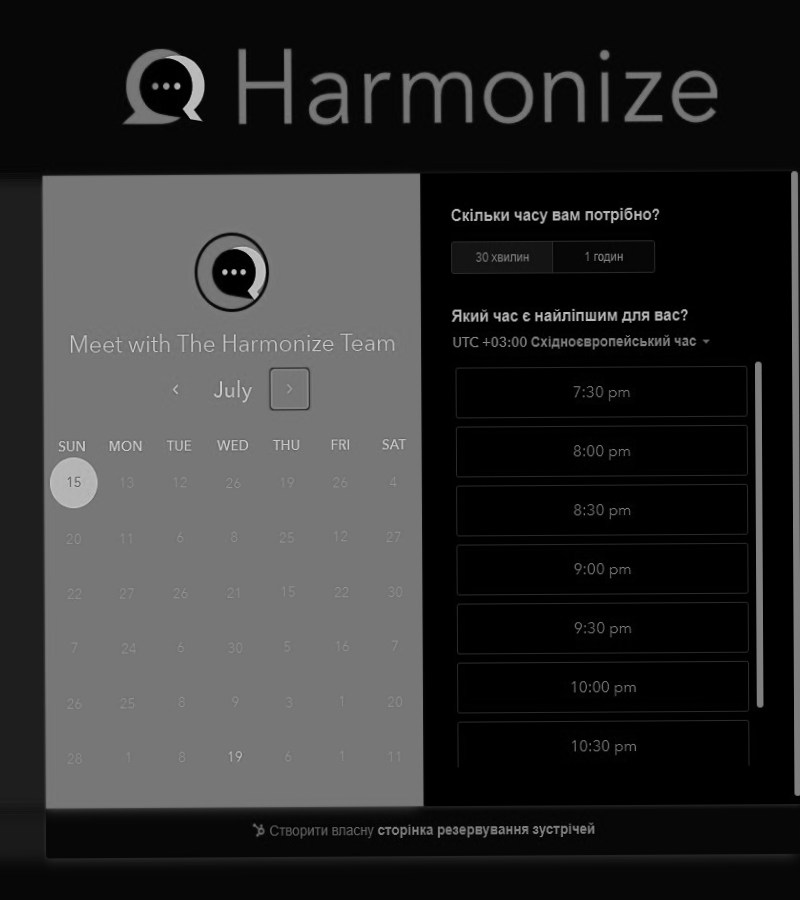 Harmonize
Meet with The Harmonize Team
July
SUN MON TUE WED THU FRI SAT
15 13 12 26 19 26 4
20 11 6 8 25 12 27
22 27 26 21 15 22 30
7 24 6 30 5 16 7
26 25 8 9 3 1 20
28 1 8 19 6 1 11
Скільки часу вам потрібно?
30 хвилин 1 годин
Який час є найліпшим для вас?
UTC +03:00 Східноєвропейський час
7:30 pm
8:00 pm
8:30 pm
9:00 pm
9:30 pm
10:00 pm
10:30 pm
Створити власну сторінка резервування зустрічей